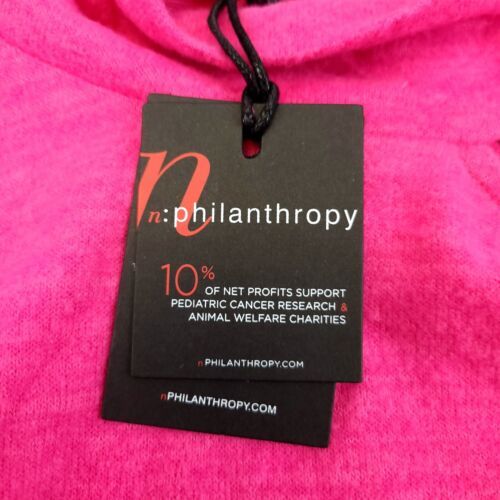 n
n:philanthropy
10%
OF NET PROFITS SUPPORT
PEDIATRIC CANCER RESEARCH &
ANIMAL WELFARE CHARITIES
nPHILANTHROPY.COM
nPHILANTHROPY.COM